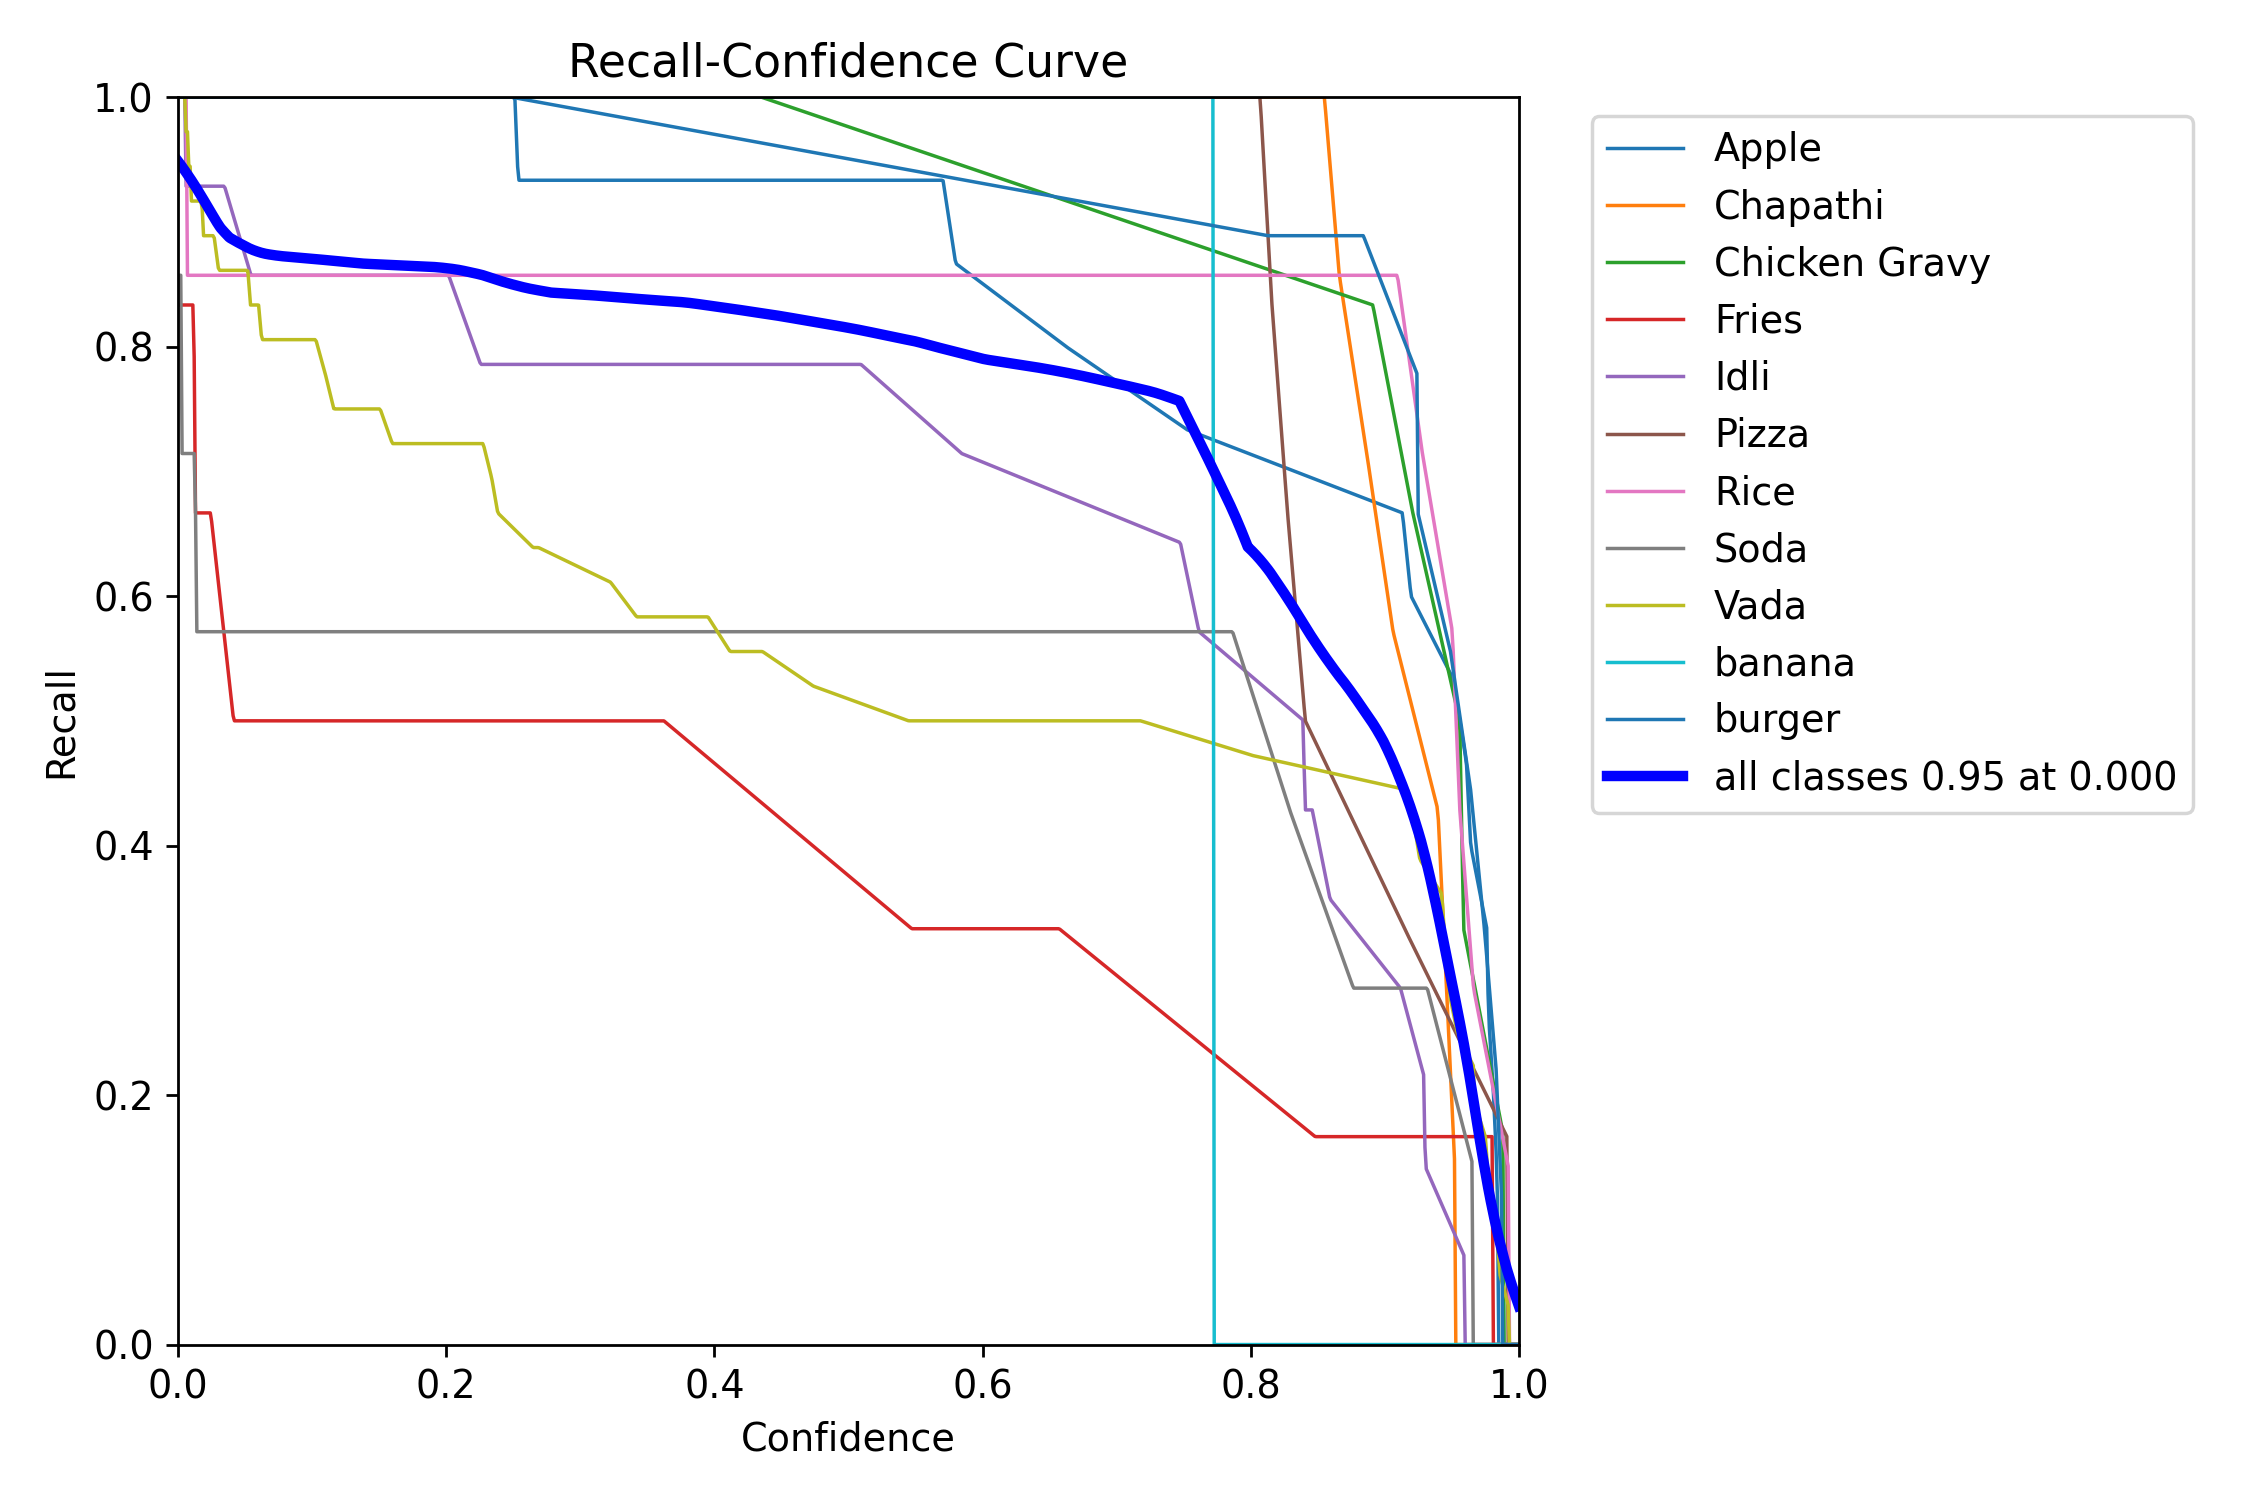 Recall-Confidence Curve
1.0
0.8
0.6
0.4
0.2
0.0
Recall
0.0 0.2 0.4 0.6 0.8 1.0
Confidence
Apple
Chapathi
Chicken Gravy
Fries
Idli
Pizza
Rice
Soda
Vada
banana
burger
all classes 0.95 at 0.000